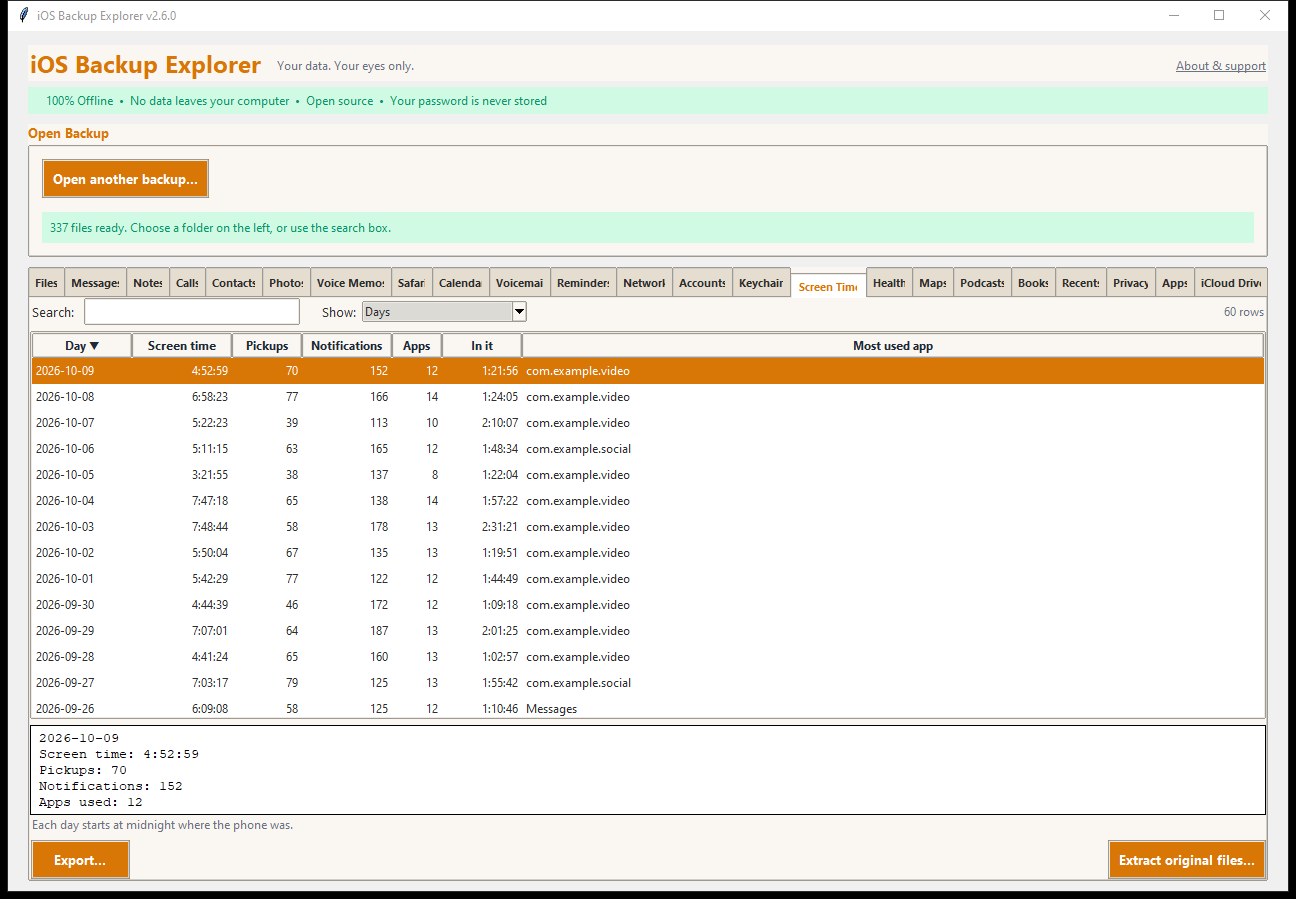 iOS Backup Explorer v2.6.0
iOS Backup Explorer Your data. Your eyes only. About & support
100% Offline • No data leaves your computer • Open source • Your password is never stored
Open Backup
Open another backup...
337 files ready. Choose a folder on the left, or use the search box.
Files Messages Notes Calls Contacts Photos Voice Memos Safari Calenda Voicemai Reminders Network Accounts Keychain Screen Time Health Maps Podcasts Books Recents Privacy Apps iCloud Drive
Search: Show: Days 60 rows
Day ▼ Screen time Pickups Notifications Apps In it Most used app
2026-10-09 4:52:59 70 152 12 1:21:56 com.example.video
2026-10-08 6:58:23 77 166 14 1:24:05 com.example.video
2026-10-07 5:22:23 39 113 10 2:10:07 com.example.video
2026-10-06 5:11:15 63 165 12 1:48:34 com.example.social
2026-10-05 3:21:55 38 137 8 1:22:04 com.example.video
2026-10-04 7:47:18 65 138 14 1:57:22 com.example.video
2026-10-03 7:48:44 58 178 13 2:31:21 com.example.video
2026-10-02 5:50:04 67 135 13 1:19:51 com.example.video
2026-10-01 5:42:29 77 122 12 1:44:49 com.example.video
2026-09-30 4:44:39 46 172 12 1:09:18 com.example.video
2026-09-29 7:07:01 64 187 13 2:01:25 com.example.video
2026-09-28 4:41:24 65 160 13 1:02:57 com.example.video
2026-09-27 7:03:17 79 125 13 1:55:42 com.example.social
2026-09-26 6:09:08 58 125 12 1:10:46 Messages
2026-10-09
Screen time: 4:52:59
Pickups: 70
Notifications: 152
Apps used: 12
Each day starts at midnight where the phone was.
Export... Extract original files...